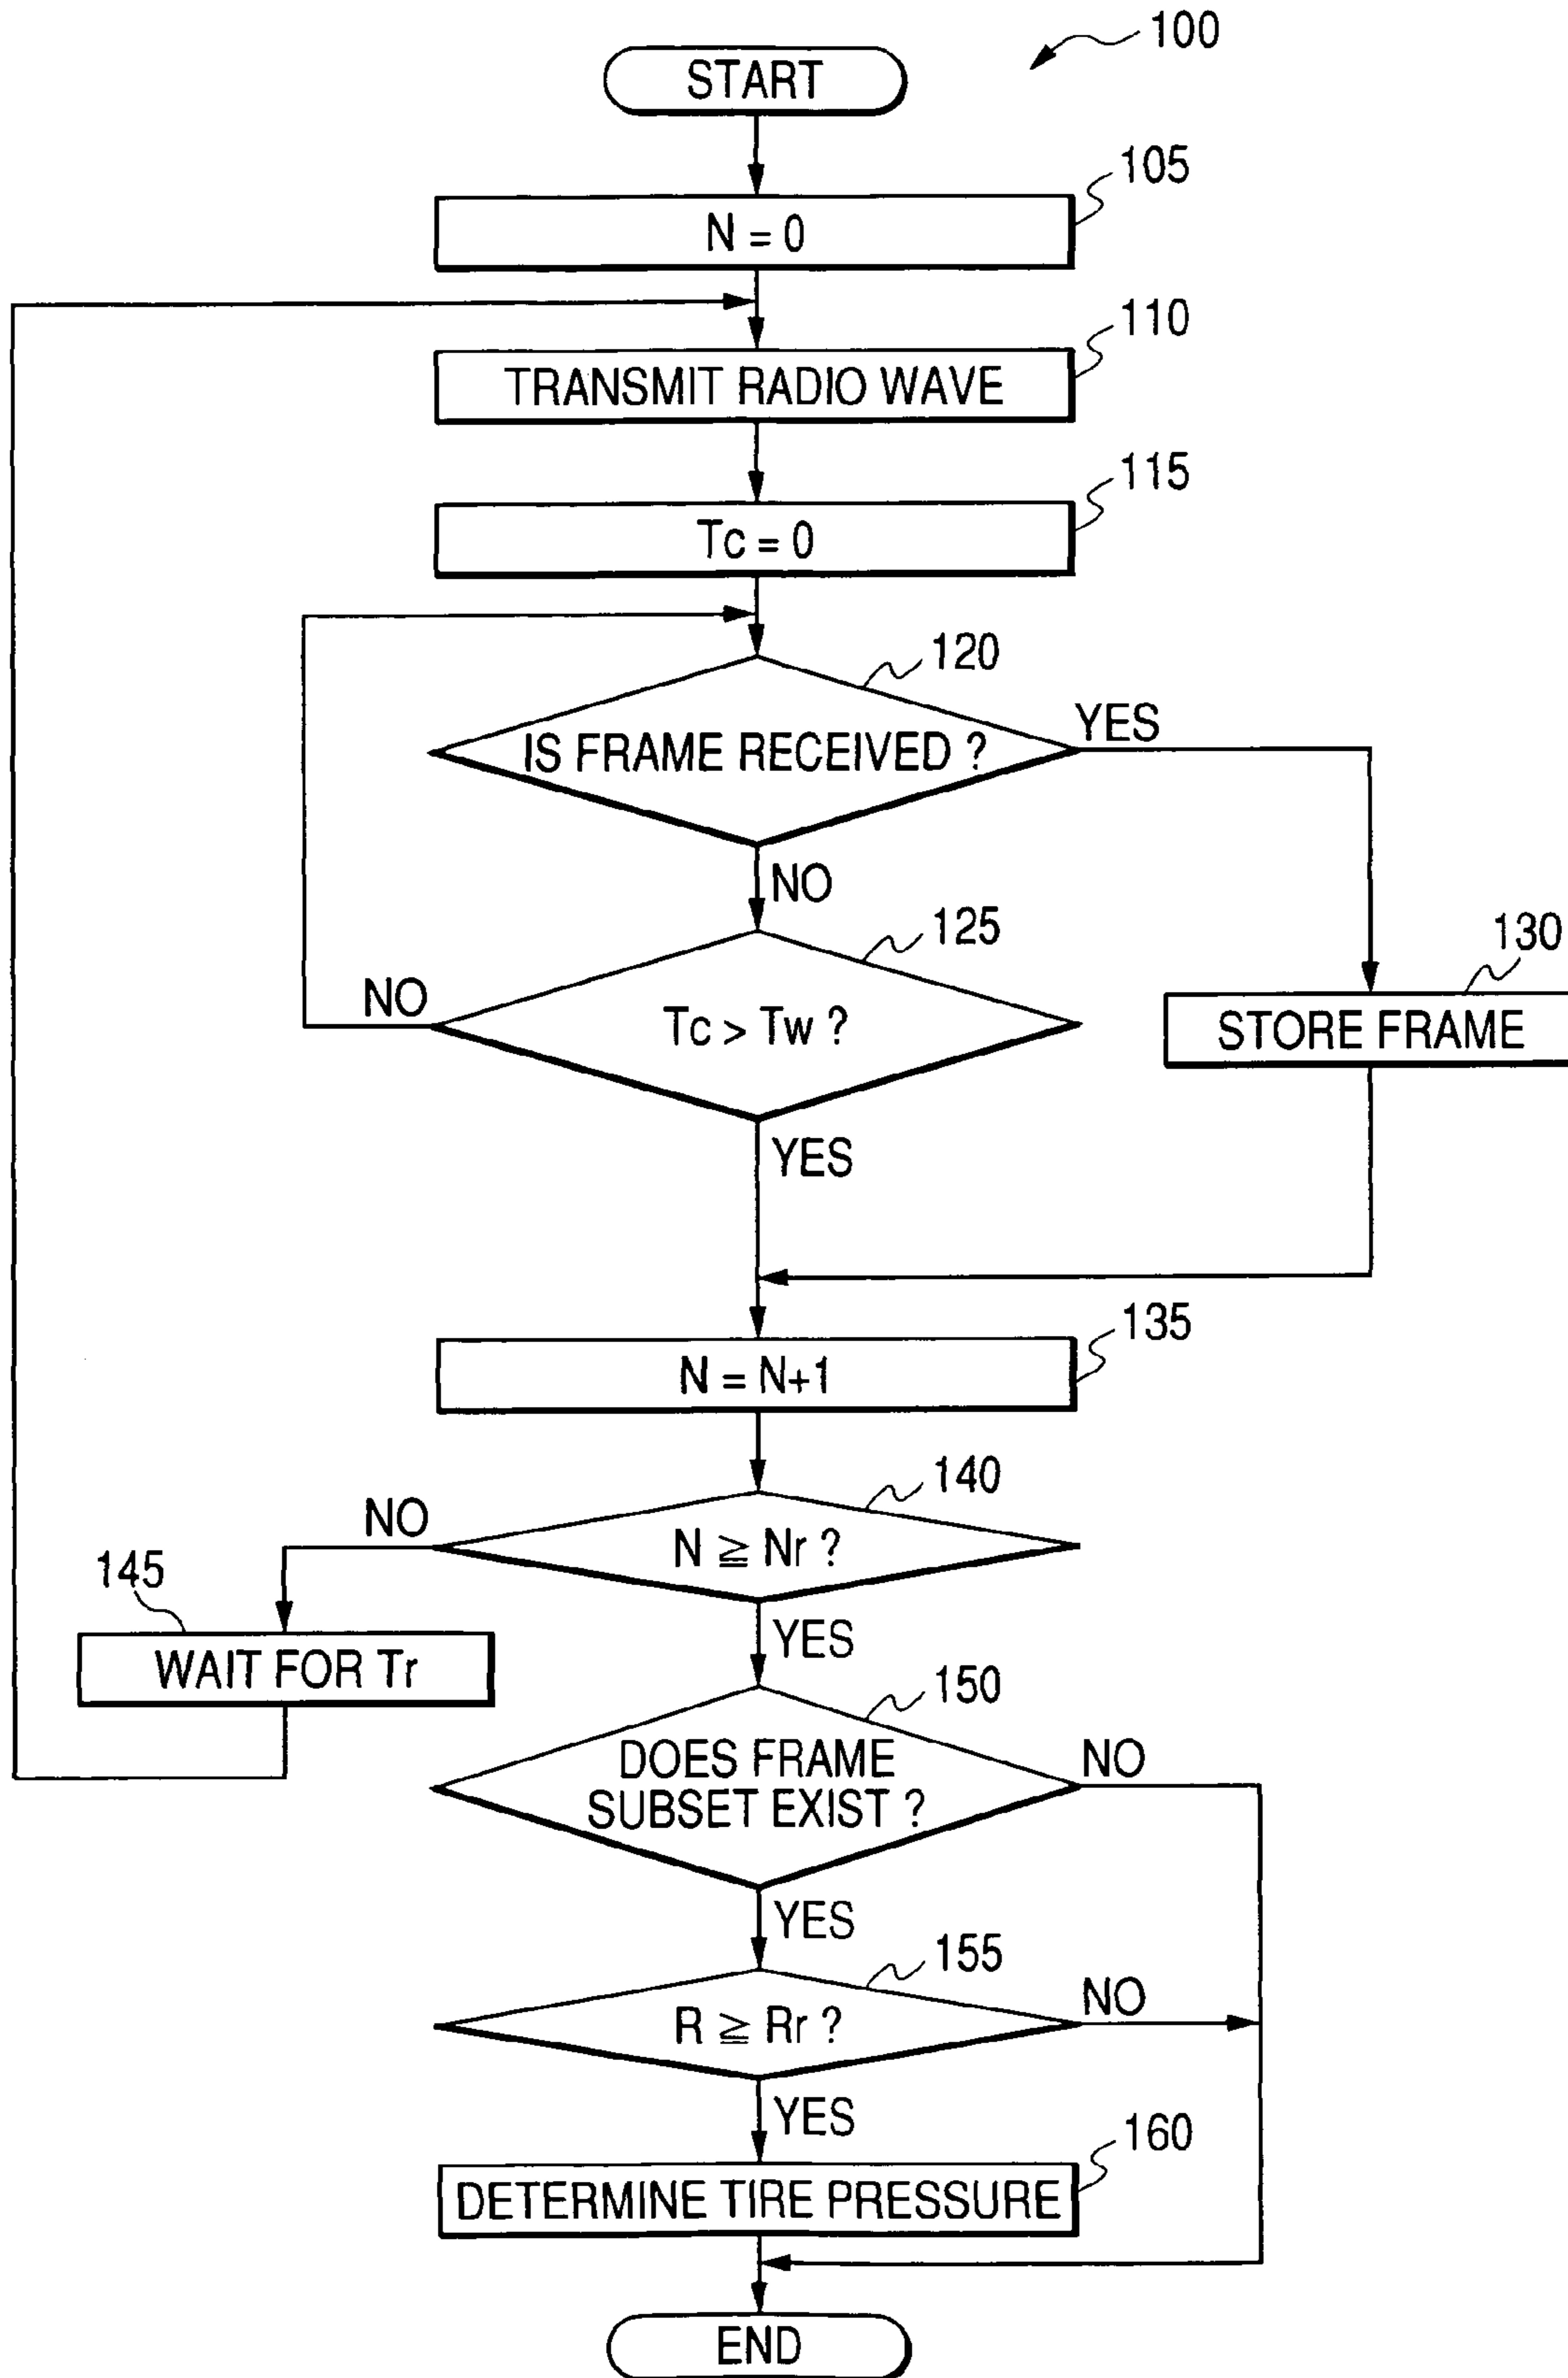 100
START
105
N = 0
110
TRANSMIT RADIO WAVE
115
Tc = 0
120
IS FRAME RECEIVED ?
YES
NO
125
Tc > Tw ?
NO
130
STORE FRAME
YES
135
N = N+1
140
N ≧ Nr ?
NO
145
WAIT FOR Tr
YES
150
DOES FRAME
SUBSET EXIST ?
NO
YES
155
R ≧ Rr ?
NO
YES
160
DETERMINE TIRE PRESSURE
END